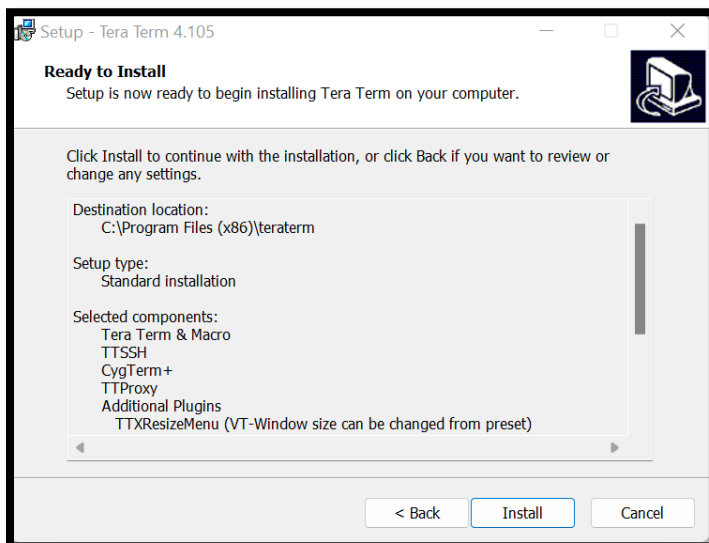 Setup - Tera Term 4.105
Ready to Install
Setup is now ready to begin installing Tera Term on your computer.
Click Install to continue with the installation, or click Back if you want to review or
change any settings.
Destination location:
C:\Program Files (x86)\teraterm
Setup type:
Standard installation
Selected components:
Tera Term & Macro
TTSSH
CygTerm+
TTProxy
Additional Plugins
TTXResizeMenu (VT-Window size can be changed from preset)
< Back
Install
Cancel